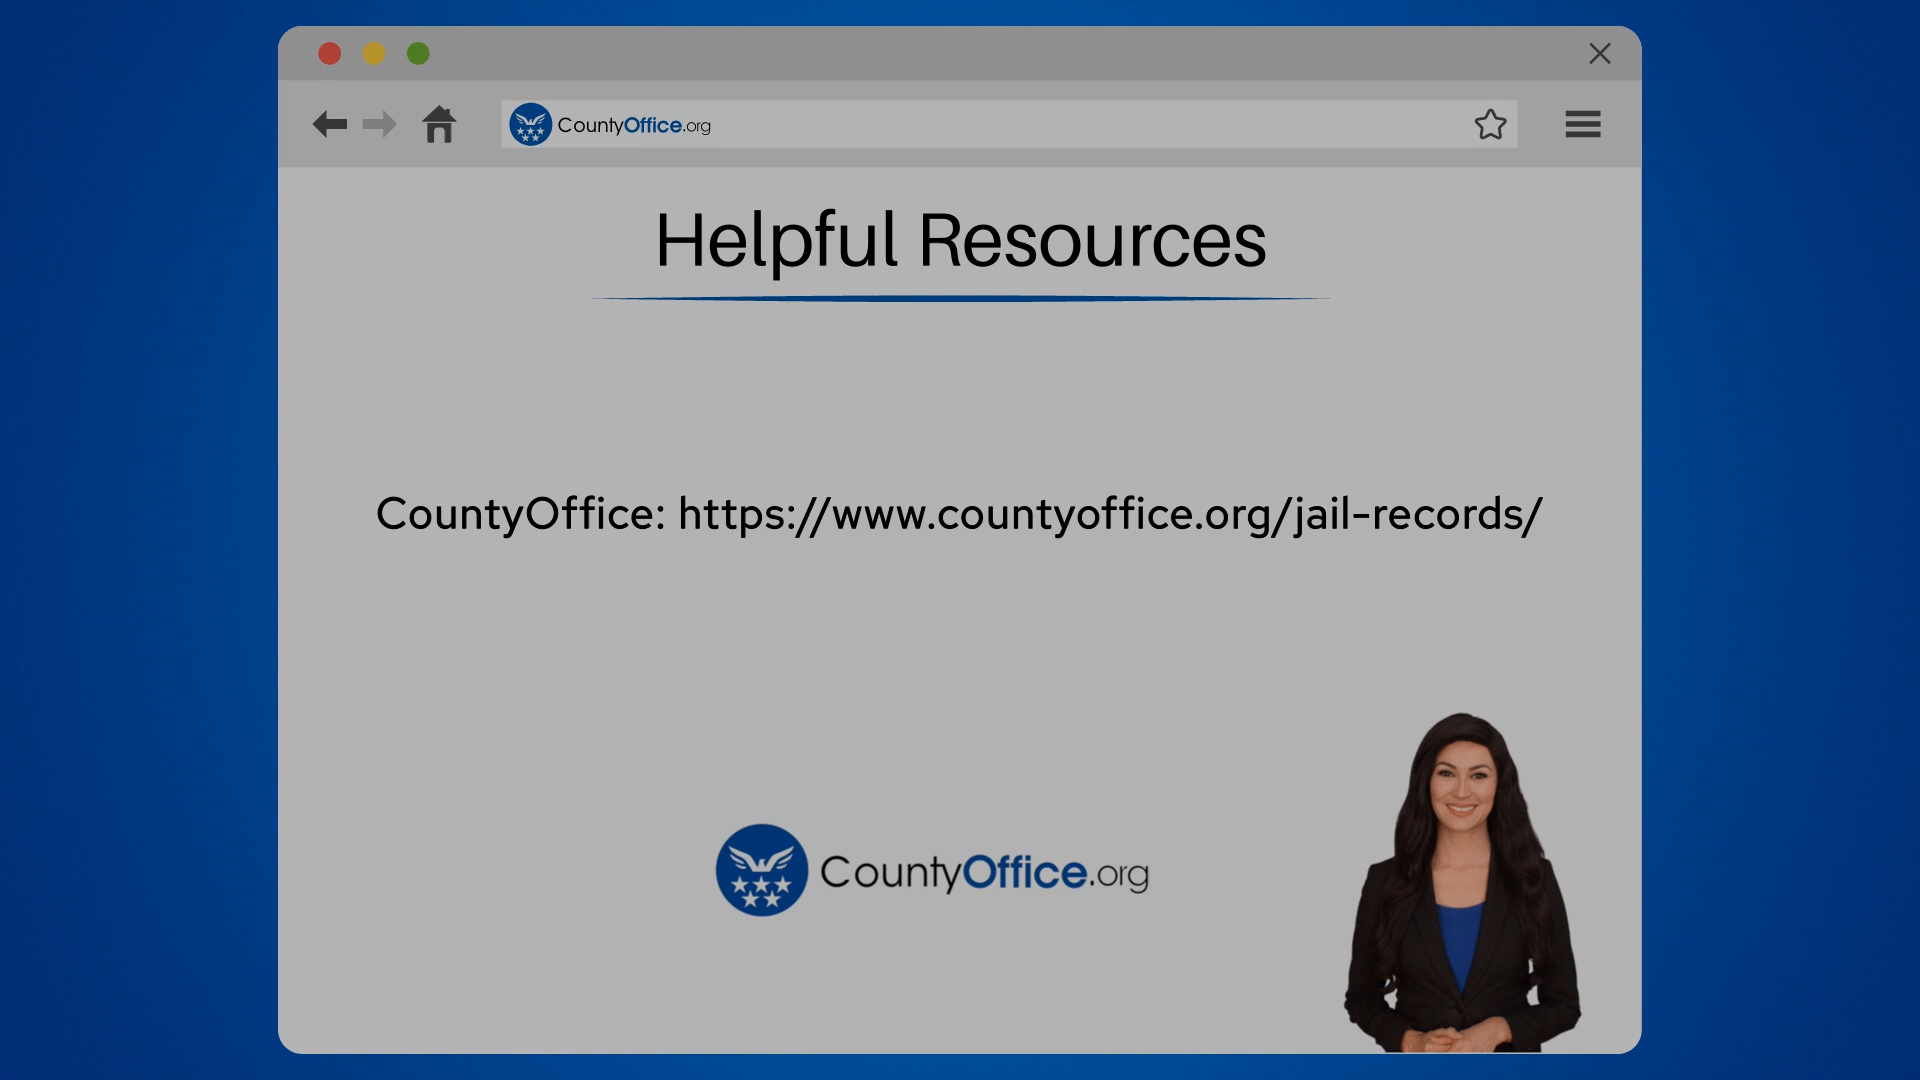 CountyOffice.org
Helpful Resources
CountyOffice: https://www.countyoffice.org/jail-records/
CountyOffice.org